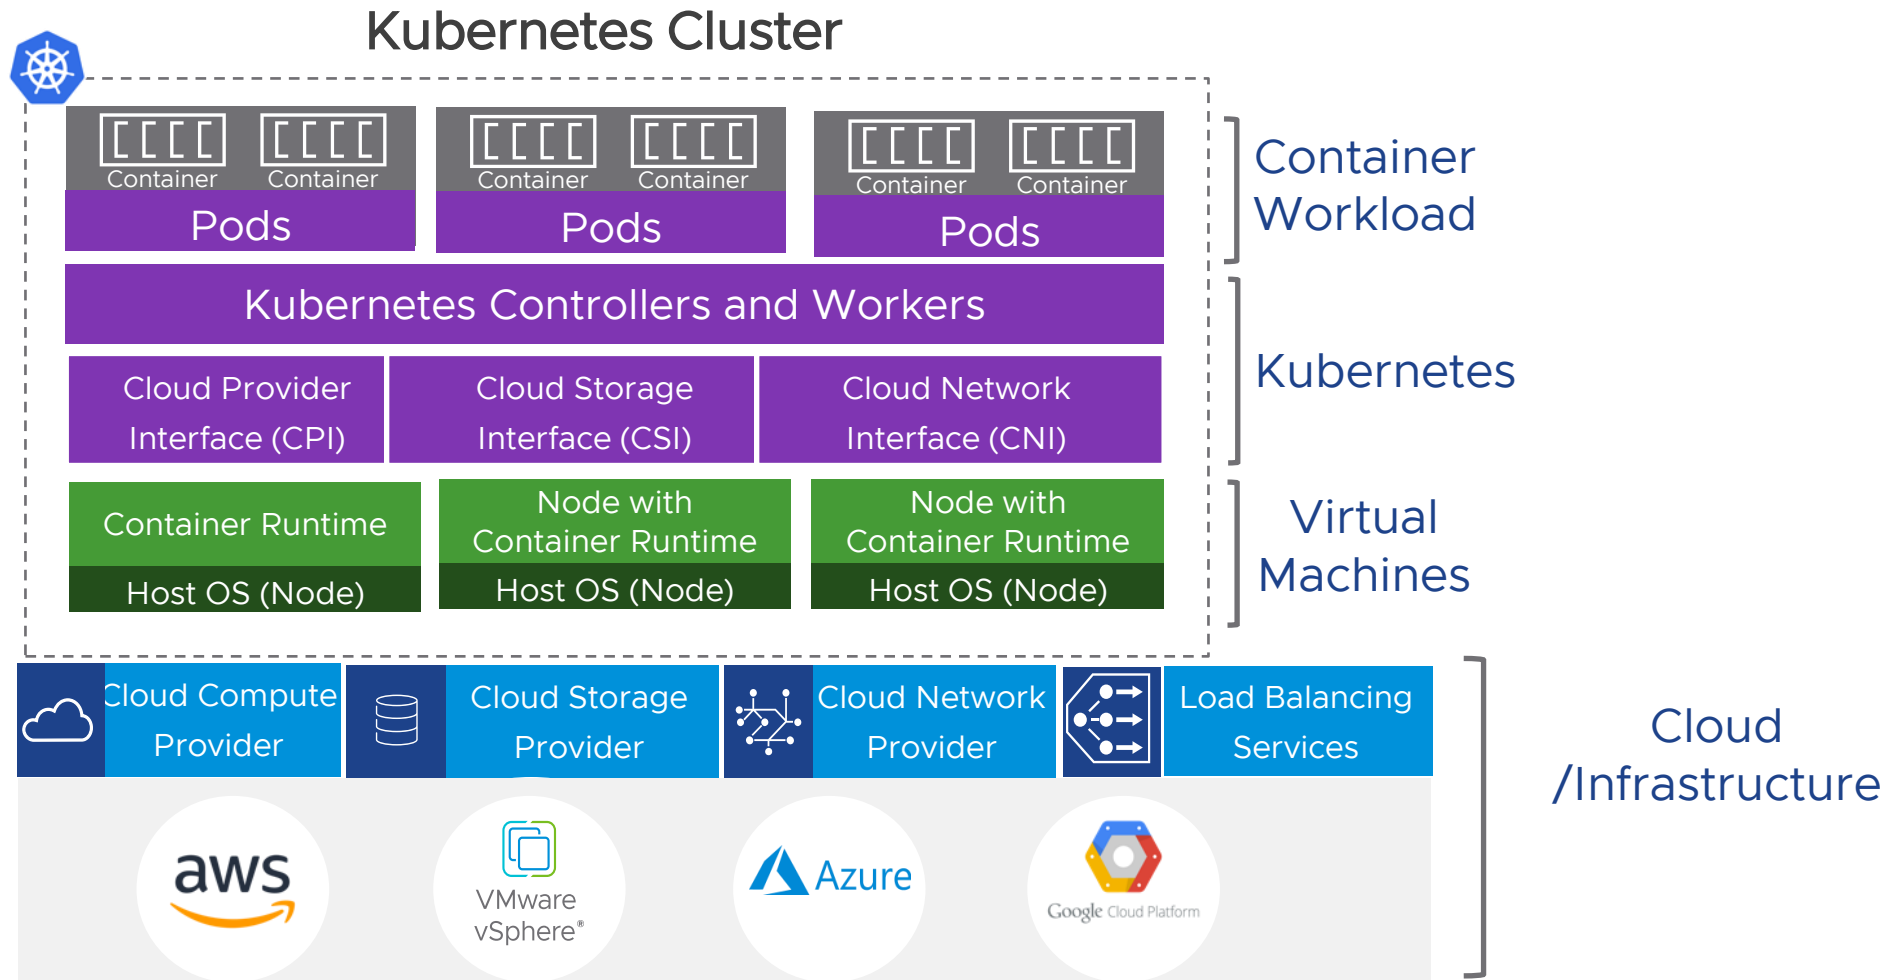 Kubernetes Cluster
Container Container
Pods
Container Container
Pods
Container Container
Pods
Container
Workload
Kubernetes Controllers and Workers
Cloud Provider
Interface (CPI)
Cloud Storage
Interface (CSI)
Cloud Network
Interface (CNI)
Kubernetes
Container Runtime
Host OS (Node)
Node with
Container Runtime
Host OS (Node)
Node with
Container Runtime
Host OS (Node)
Virtual
Machines
Cloud Compute
Provider
Cloud Storage
Provider
Cloud Network
Provider
Load Balancing
Services
Cloud
/Infrastructure
aws
VMware
vSphere®
Azure
Google Cloud Platform